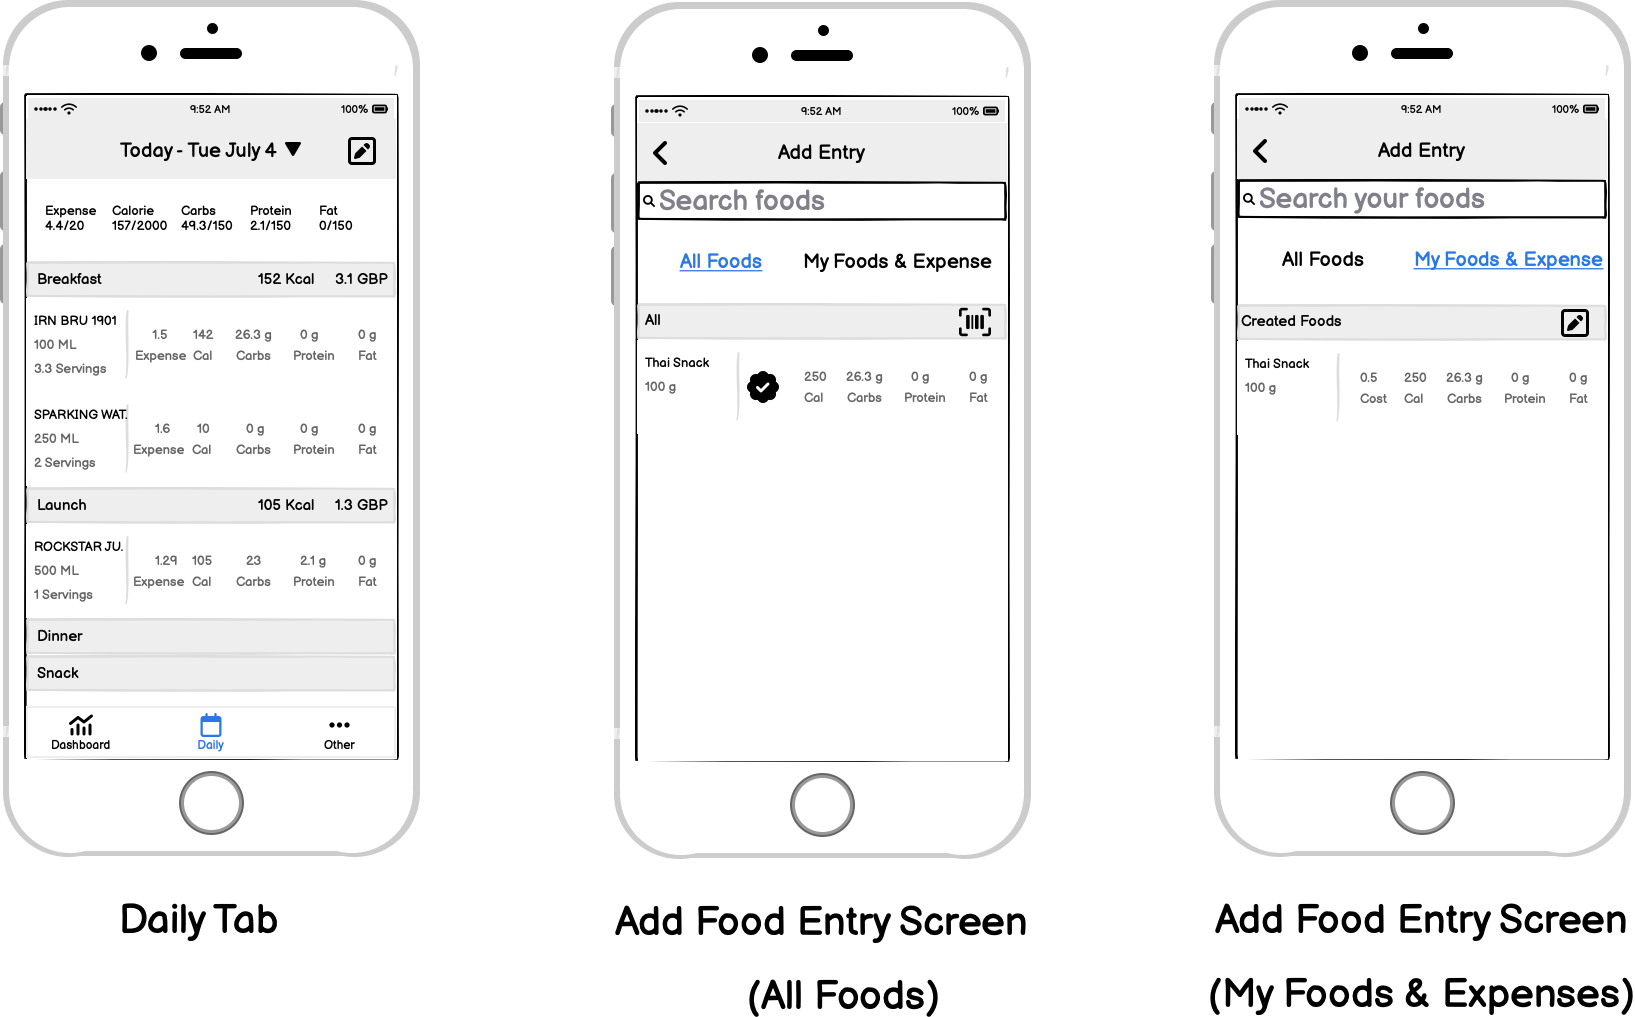 9:52 AM 100%
Today - Tue July 4
Expense Calorie Carbs Protein Fat
4.4/20 157/2000 49.3/150 2.1/150 0/150
Breakfast 152 Kcal 3.1 GBP
IRN BRU 1901
100 ML
3.3 Servings
1.5 142 26.3 g 0 g 0 g
Expense Cal Carbs Protein Fat
SPARKING WAT.
250 ML
2 Servings
1.6 10 0 g 0 g 0 g
Expense Cal Carbs Protein Fat
Launch 105 Kcal 1.3 GBP
ROCKSTAR JU.
500 ML
1 Servings
1.29 105 23 2.1 g 0 g
Expense Cal Carbs Protein Fat
Dinner
Snack
Dashboard Daily Other
Daily Tab
9:52 AM 100%
Add Entry
Search foods
All Foods My Foods & Expense
All
Thai Snack
100 g
250 26.3 g 0 g 0 g
Cal Carbs Protein Fat
Add Food Entry Screen
(All Foods)
9:52 AM 100%
Add Entry
Search your foods
All Foods My Foods & Expense
Created Foods
Thai Snack
100 g
0.5 250 26.3 g 0 g 0 g
Cost Cal Carbs Protein Fat
Add Food Entry Screen
(My Foods & Expenses)